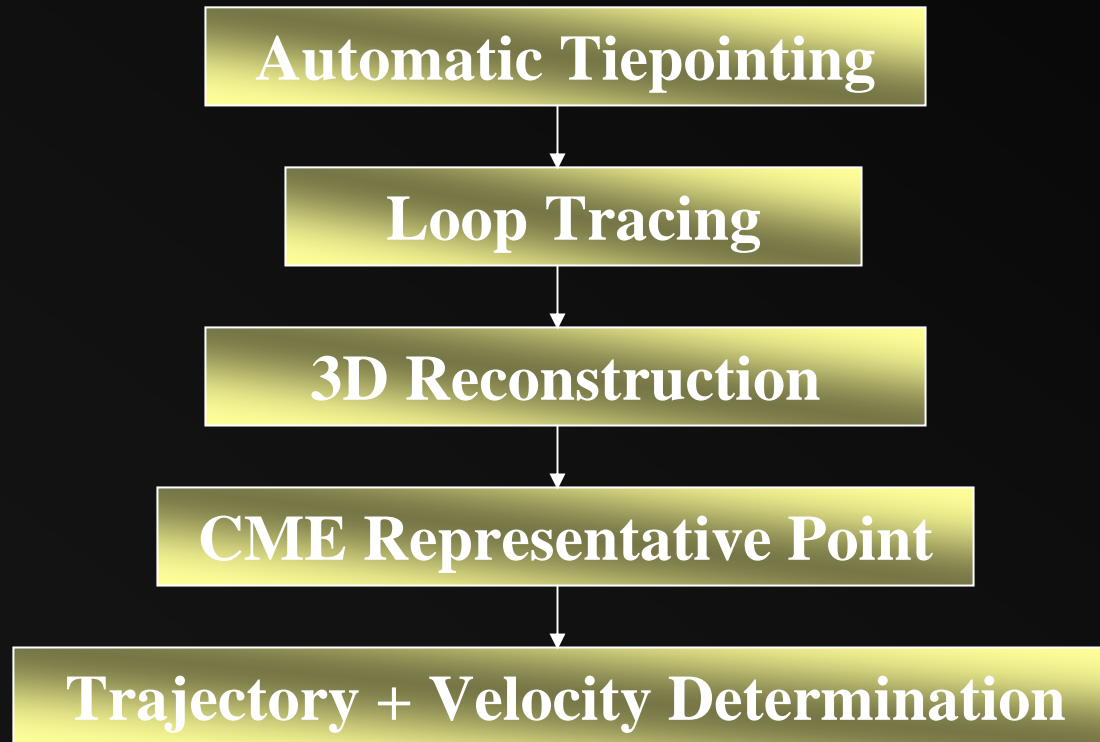 Automatic Tiepointing
Loop Tracing
3D Reconstruction
CME Representative Point
Trajectory + Velocity Determination